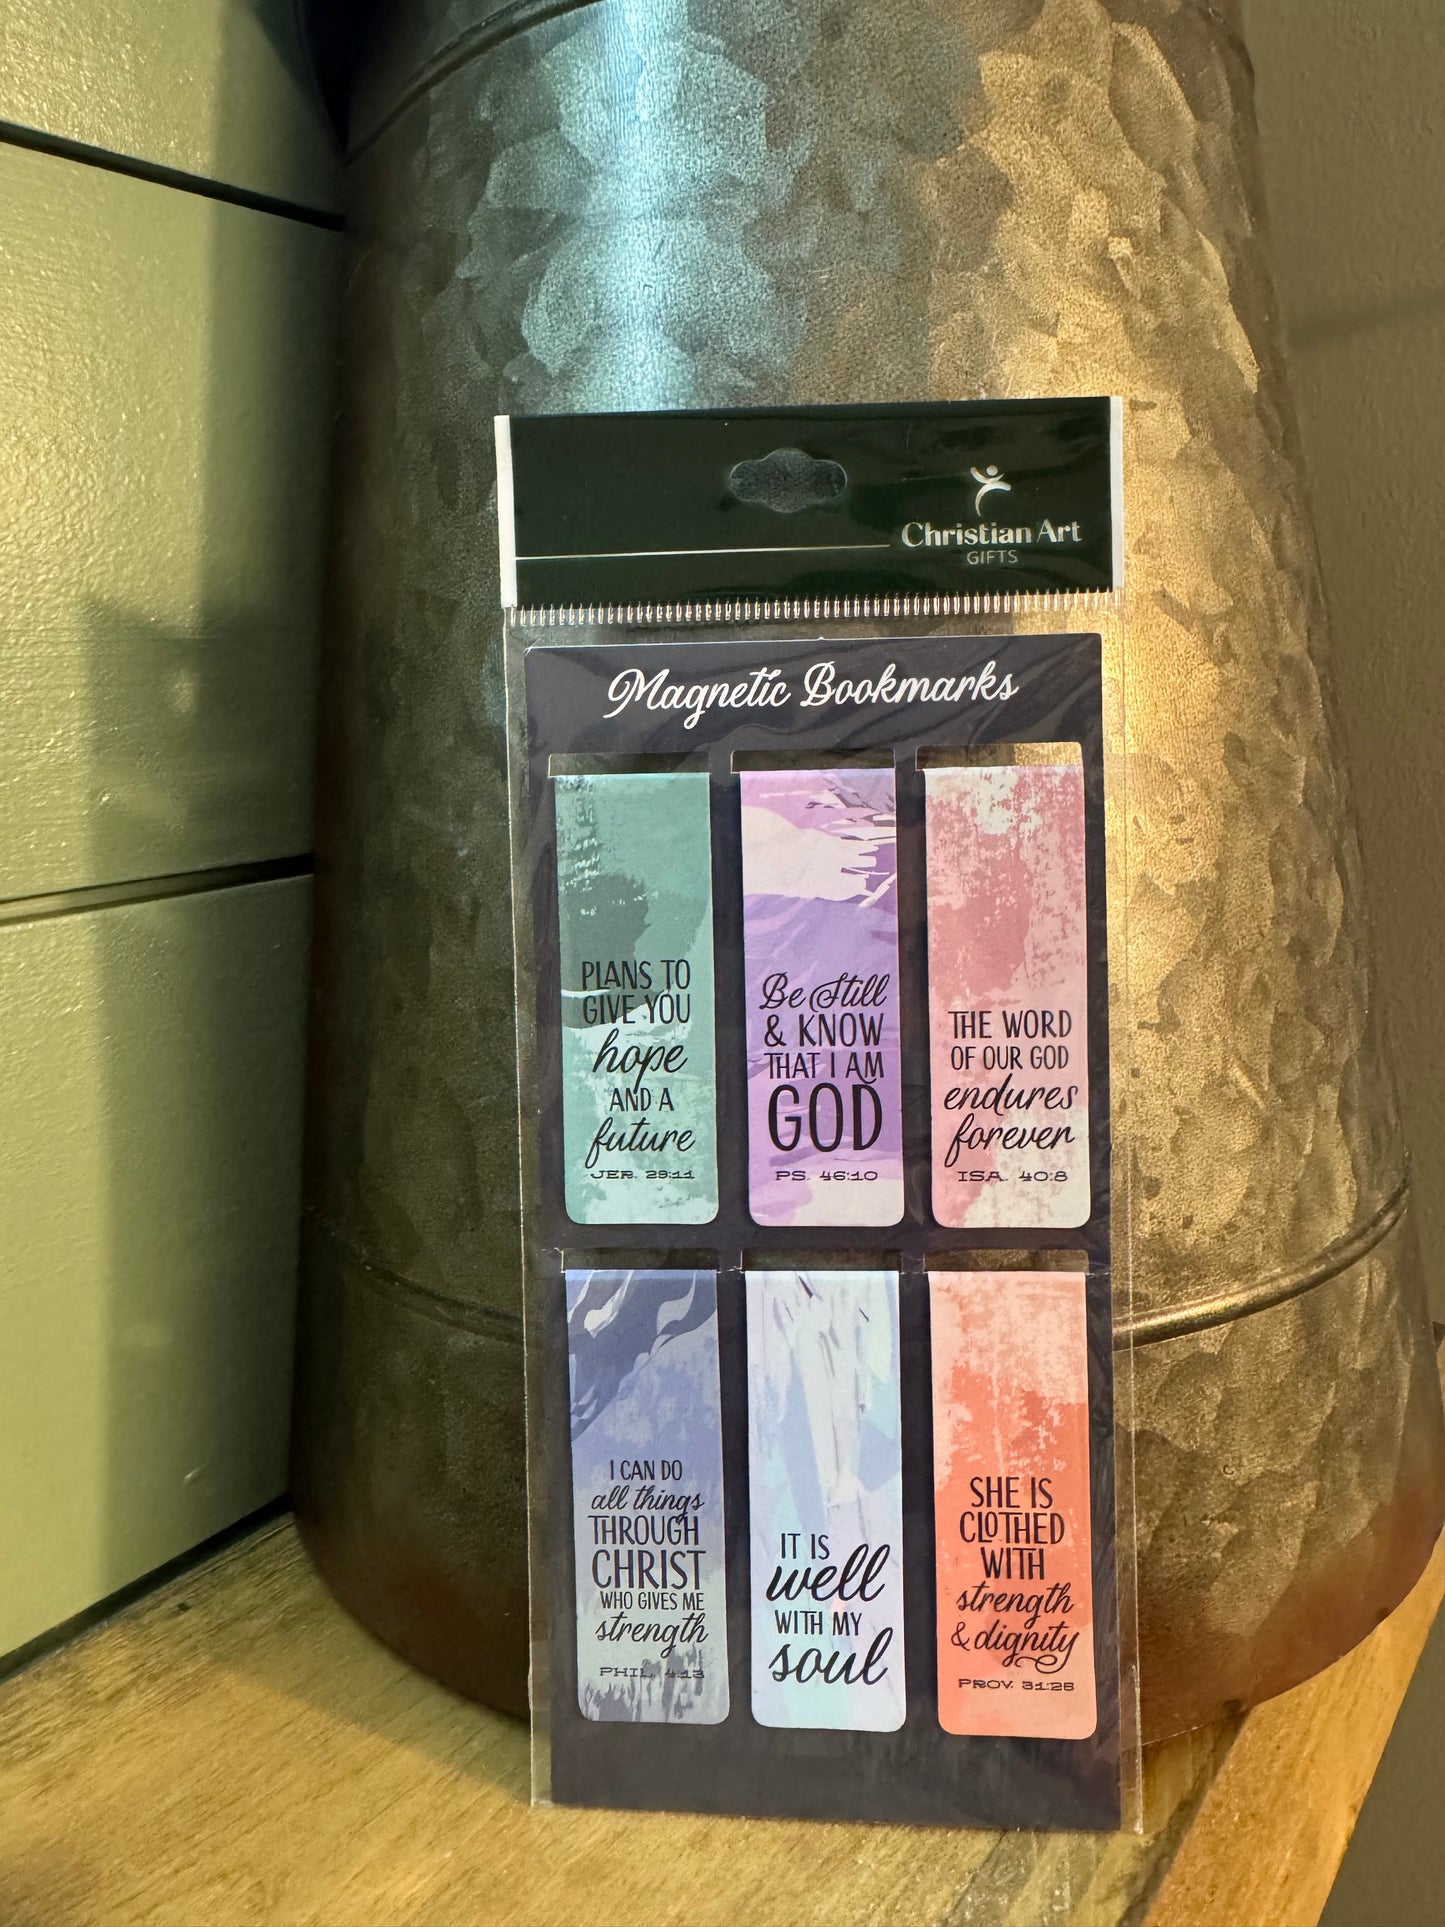 Christian Art
GIFTS
Magnetic Bookmarks
PLANS TO
GIVE YOU
hope
AND A
future
JER. 29:11
Be Still
& KNOW
THAT I AM
GOD
PS. 46:10
THE WORD
OF OUR GOD
endures
forever
ISA. 40:8
I CAN DO
all things
THROUGH
CHRIST
WHO GIVES ME
strength
PHIL. 4:13
IT IS
well
WITH MY
soul
SHE IS
CLOTHED
WITH
strength
& dignity
PROV. 31:25